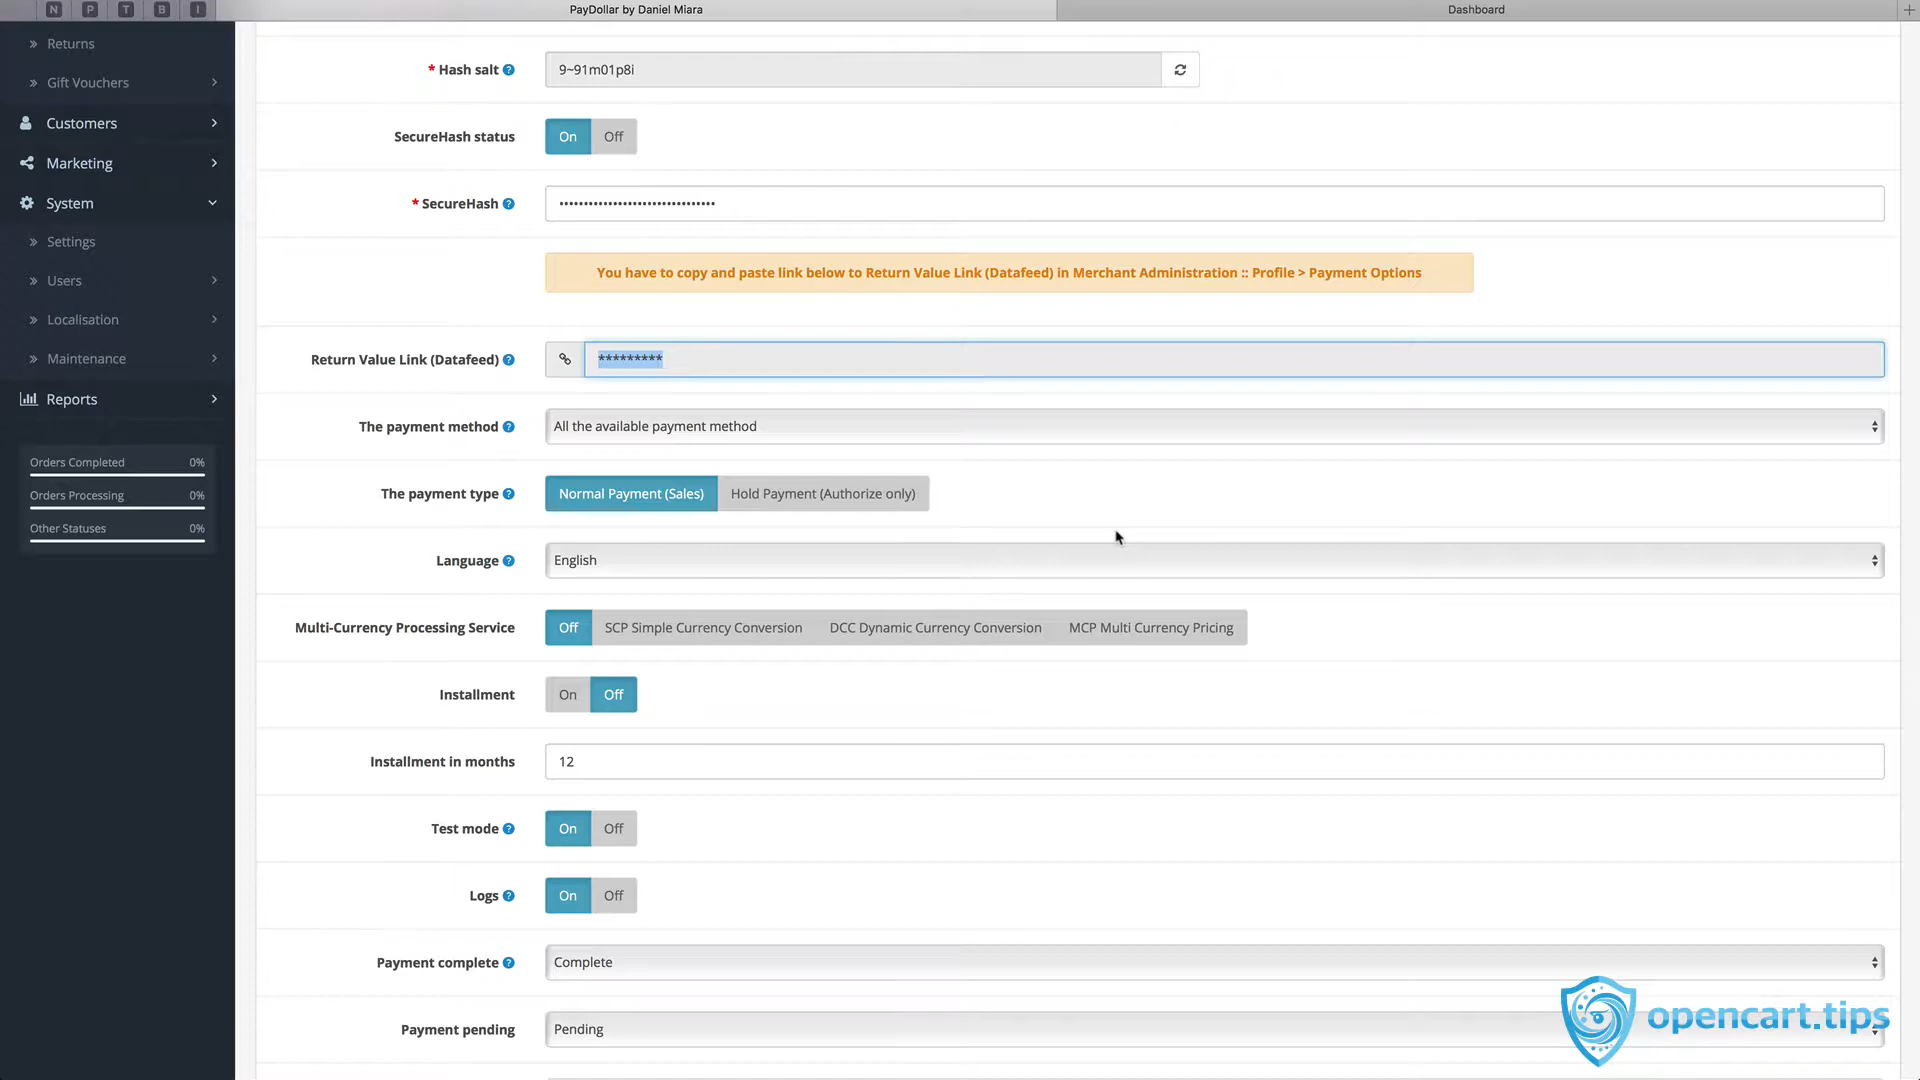 N P T B I
PayDollar by Daniel Miara
Dashboard
Returns
Gift Vouchers
Customers
Marketing
System
Settings
Users
Localisation
Maintenance
Reports
Orders Completed 0%
Orders Processing 0%
Other Statuses 0%
* Hash salt ? 9~91m01p8i
SecureHash status On Off
* SecureHash ? ••••••••••••••••••••••••••••••••
You have to copy and paste link below to Return Value Link (Datafeed) in Merchant Administration :: Profile > Payment Options
Return Value Link (Datafeed) ? *********
The payment method ? All the available payment method
The payment type ? Normal Payment (Sales) Hold Payment (Authorize only)
Language ? English
Multi-Currency Processing Service Off SCP Simple Currency Conversion DCC Dynamic Currency Conversion MCP Multi Currency Pricing
Installment On Off
Installment in months 12
Test mode ? On Off
Logs ? On Off
Payment complete ? Complete
Payment pending Pending
opencart.tips